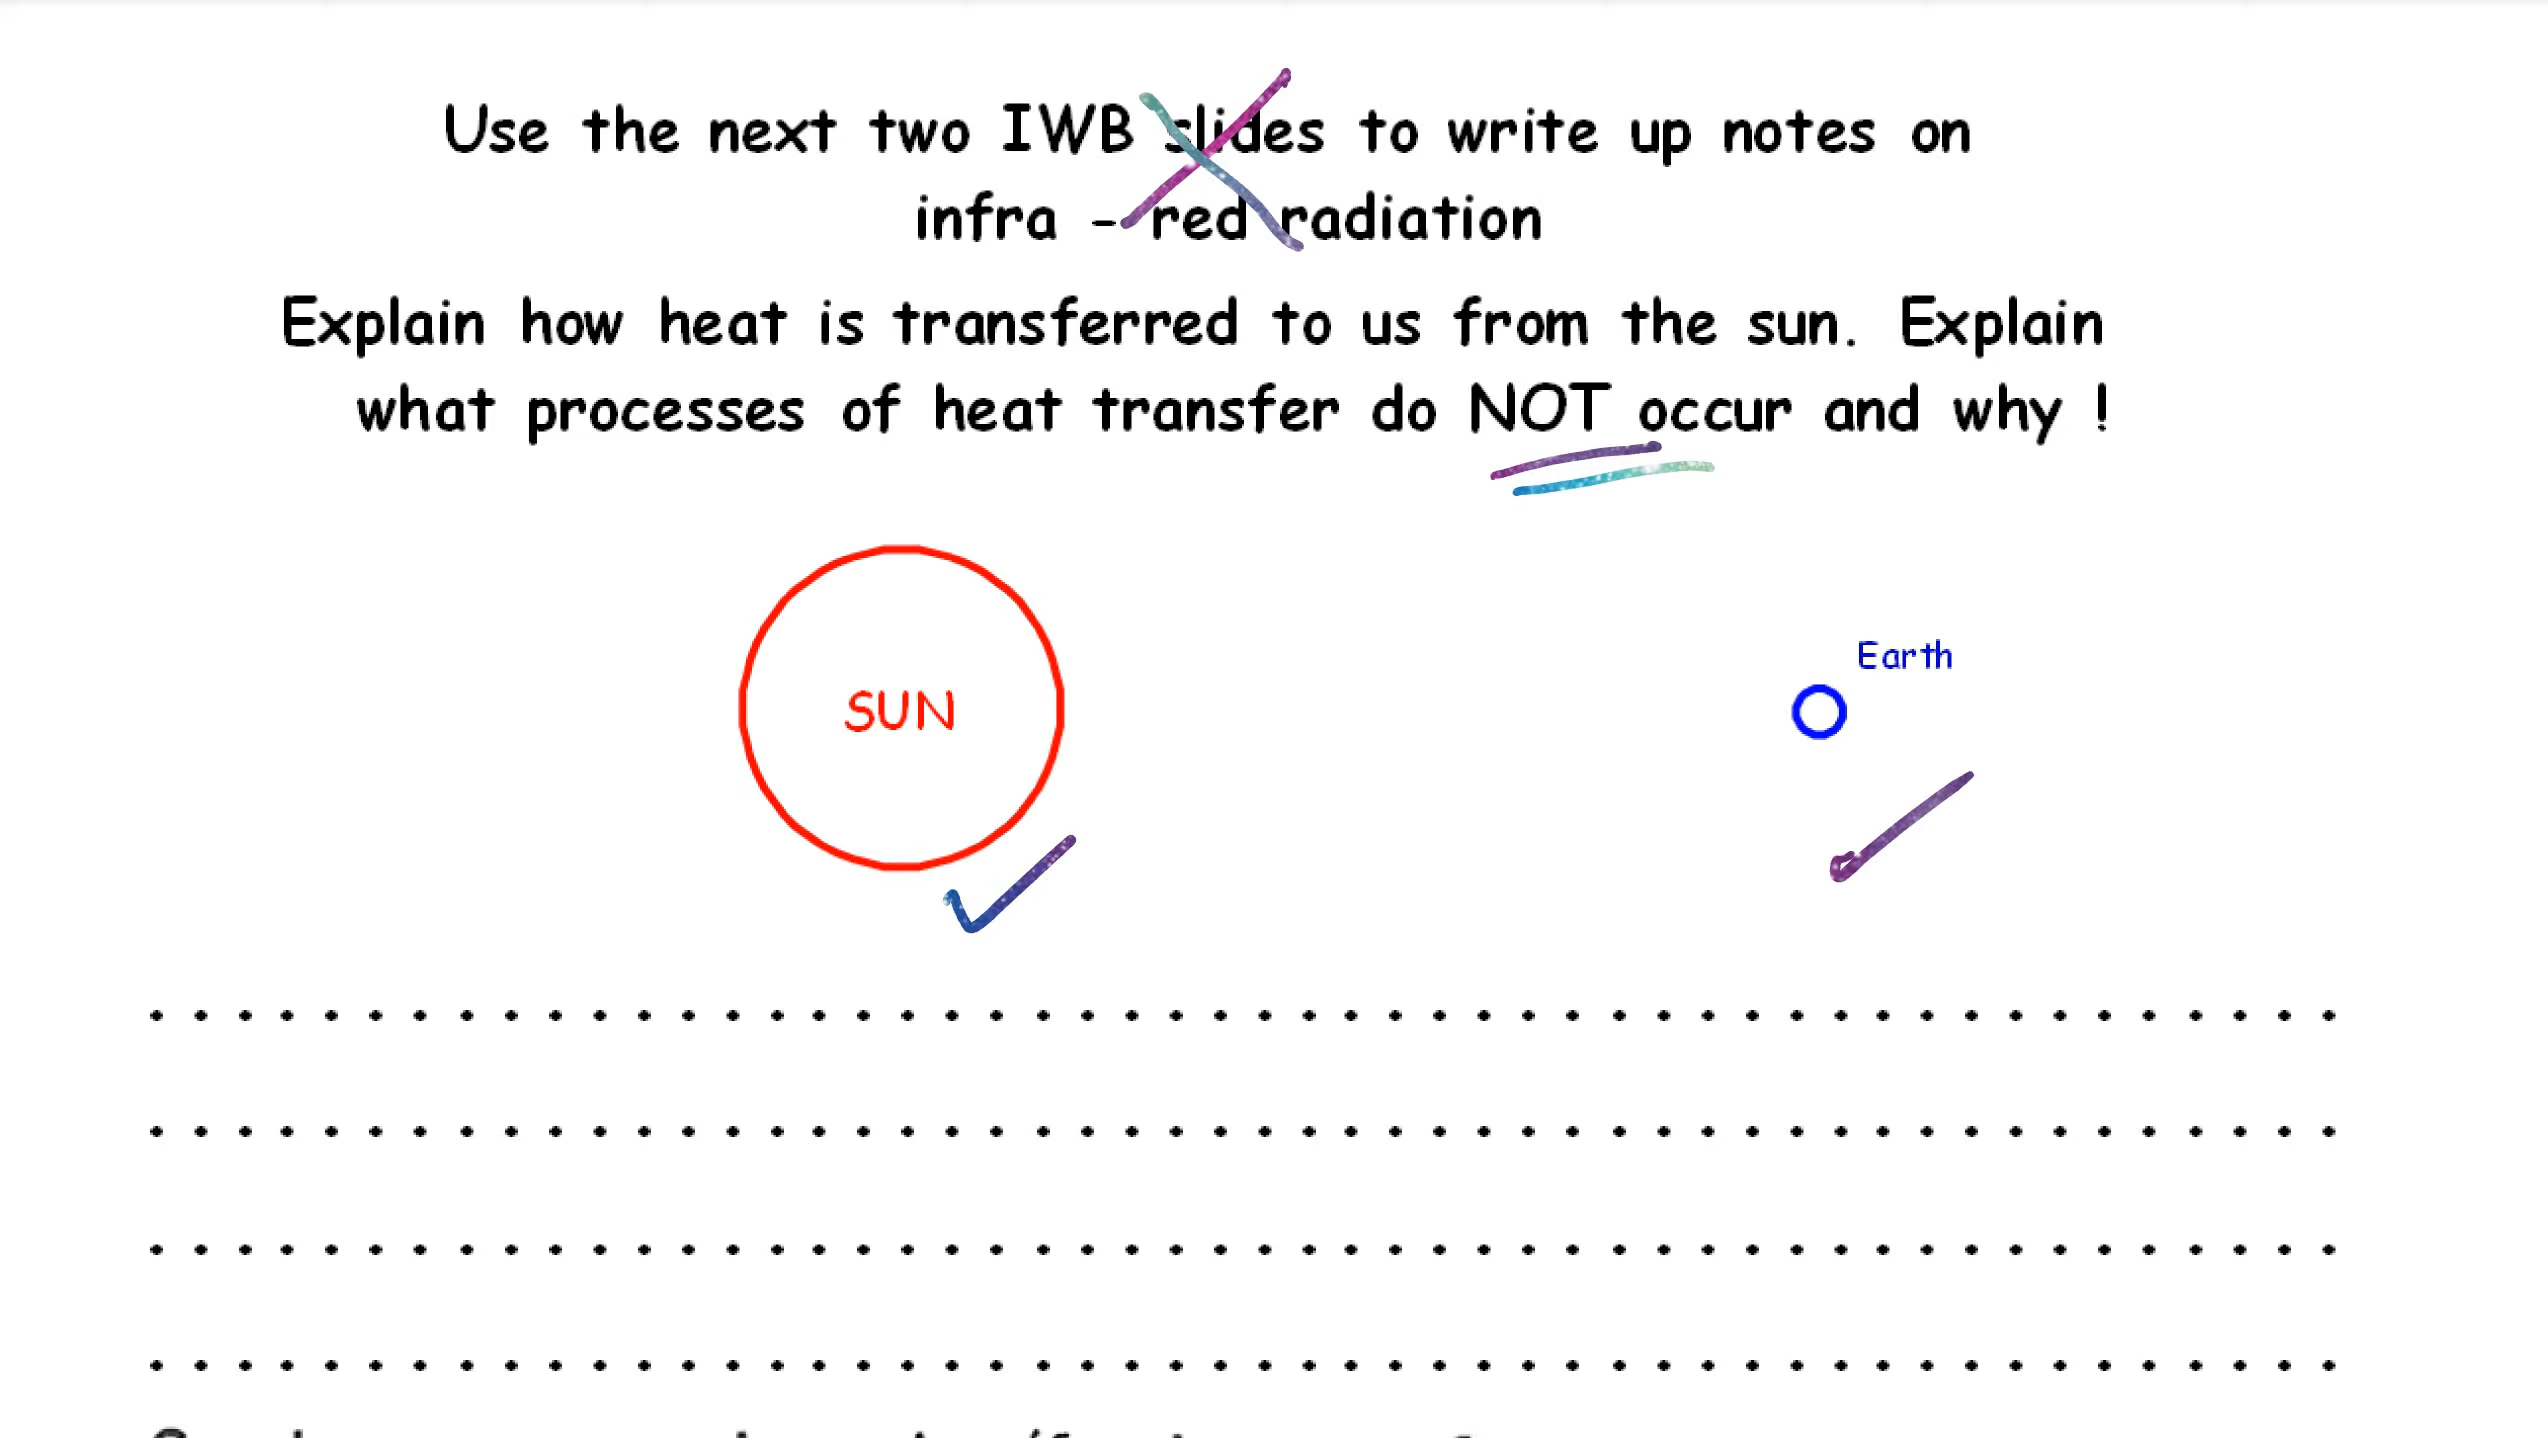 Use the next two IWB slides to write up notes on
infra - red radiation
Explain how heat is transferred to us from the sun. Explain
what processes of heat transfer do NOT occur and why !
Earth
SUN